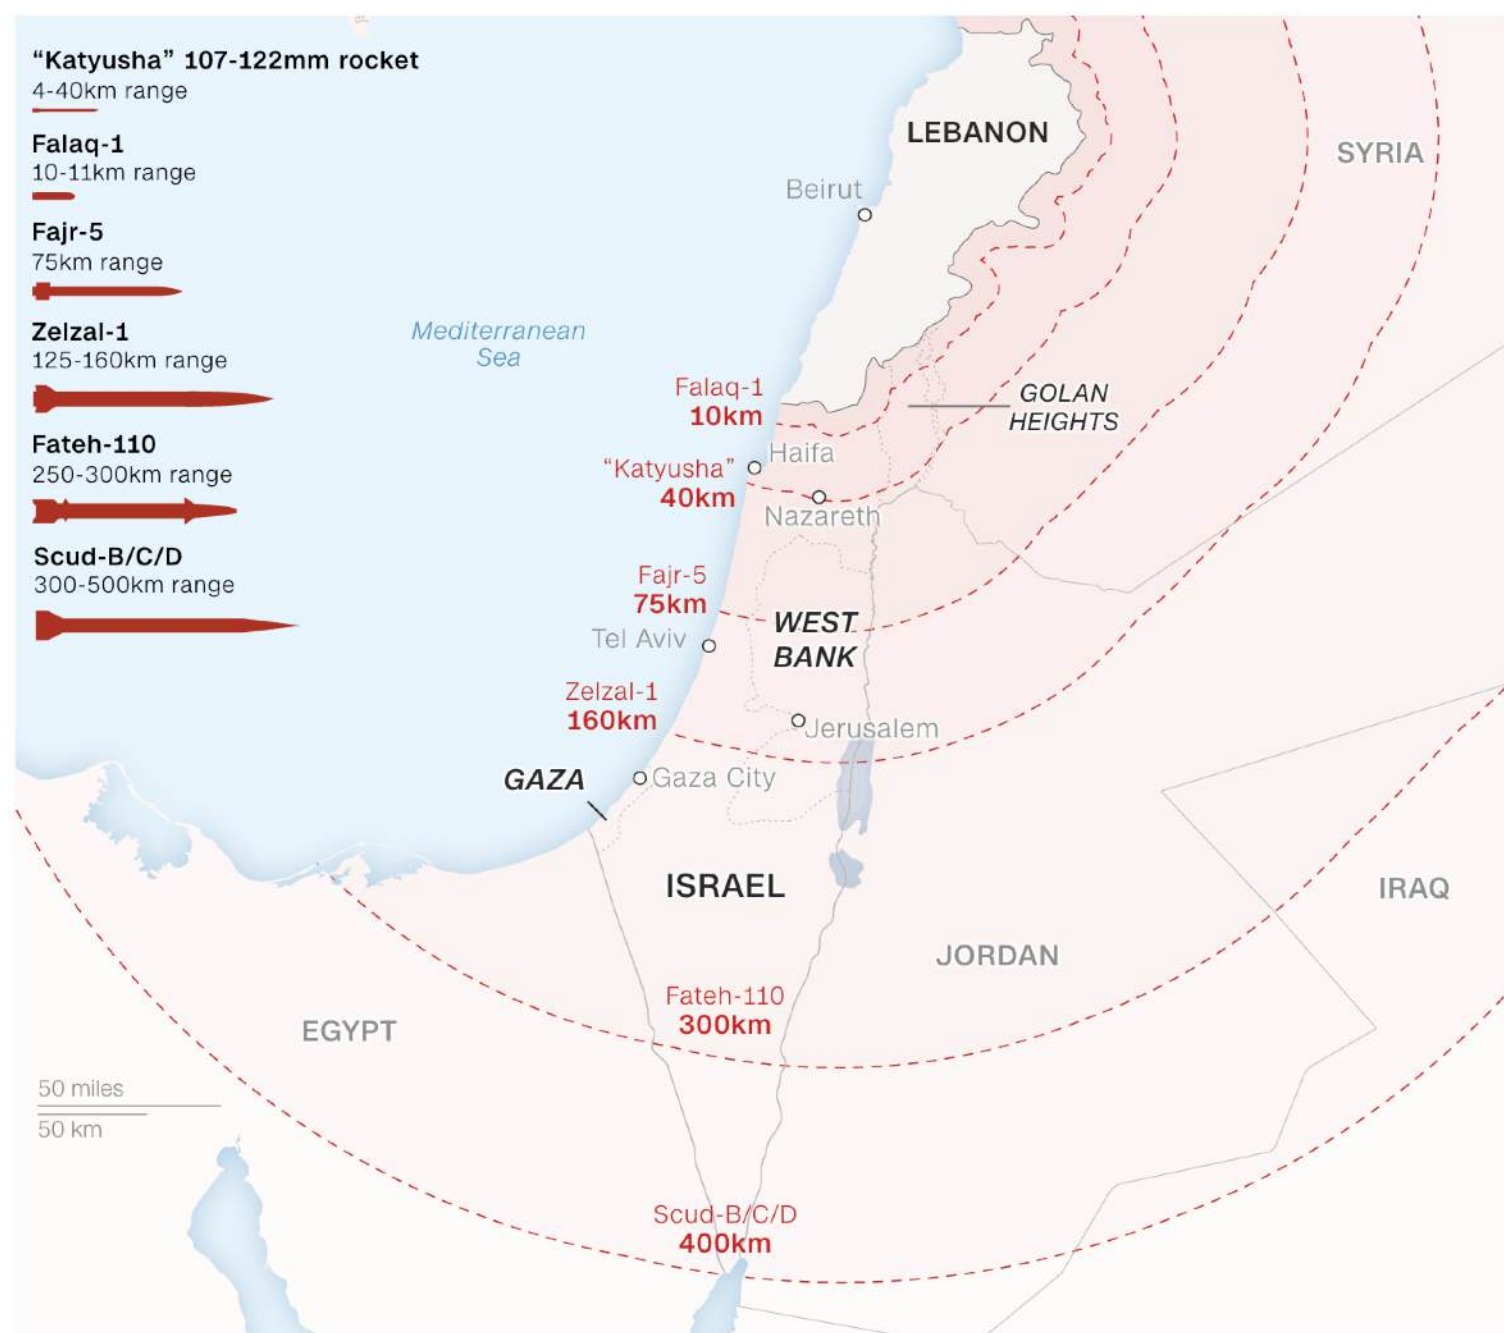 “Katyusha” 107-122mm rocket
4-40km range
Falaq-1
10-11km range
Fajr-5
75km range
Zelzal-1
125-160km range
Fateh-110
250-300km range
Scud-B/C/D
300-500km range
LEBANON
SYRIA
Beirut
Mediterranean
Sea
Falaq-1
10km
GOLAN
HEIGHTS
Haifa
“Katyusha”
40km
Nazareth
Fajr-5
75km
WEST
BANK
Tel Aviv
Zelzal-1
160km
Jerusalem
GAZA
Gaza City
ISRAEL
IRAQ
JORDAN
Fateh-110
300km
EGYPT
50 miles
50 km
Scud-B/C/D
400km